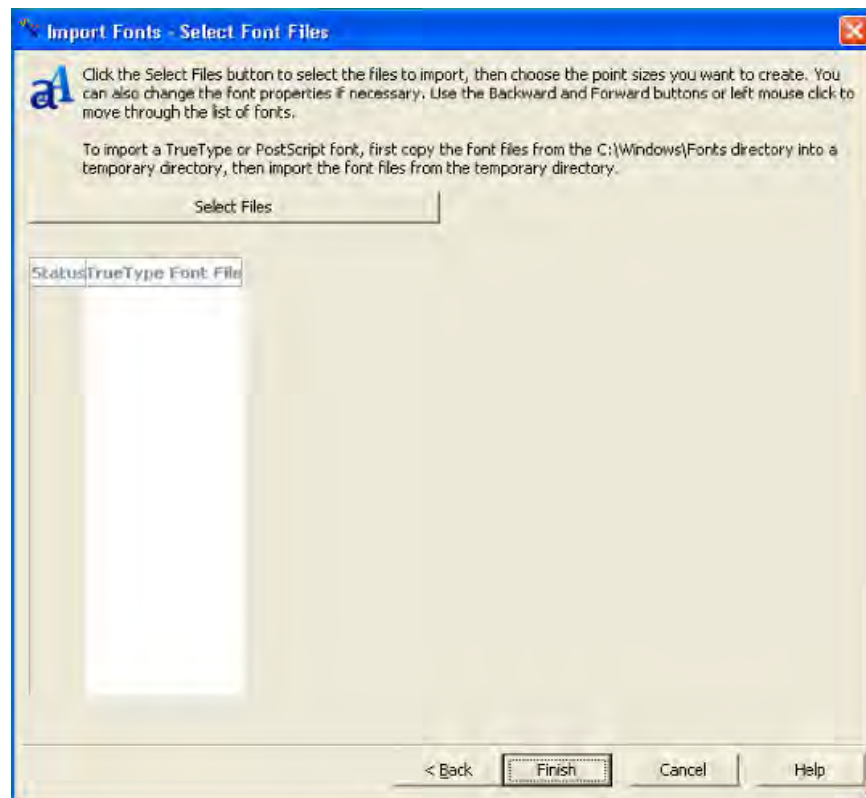 Import Fonts - Select Font Files
Click the Select Files button to select the files to import, then choose the point sizes you want to create. You
can also change the font properties if necessary. Use the Backward and Forward buttons or left mouse click to
move through the list of fonts.
To import a TrueType or PostScript font, first copy the font files from the C:\Windows\Fonts directory into a
temporary directory, then import the font files from the temporary directory.
Select Files
Status TrueType Font File
< Back Finish Cancel Help